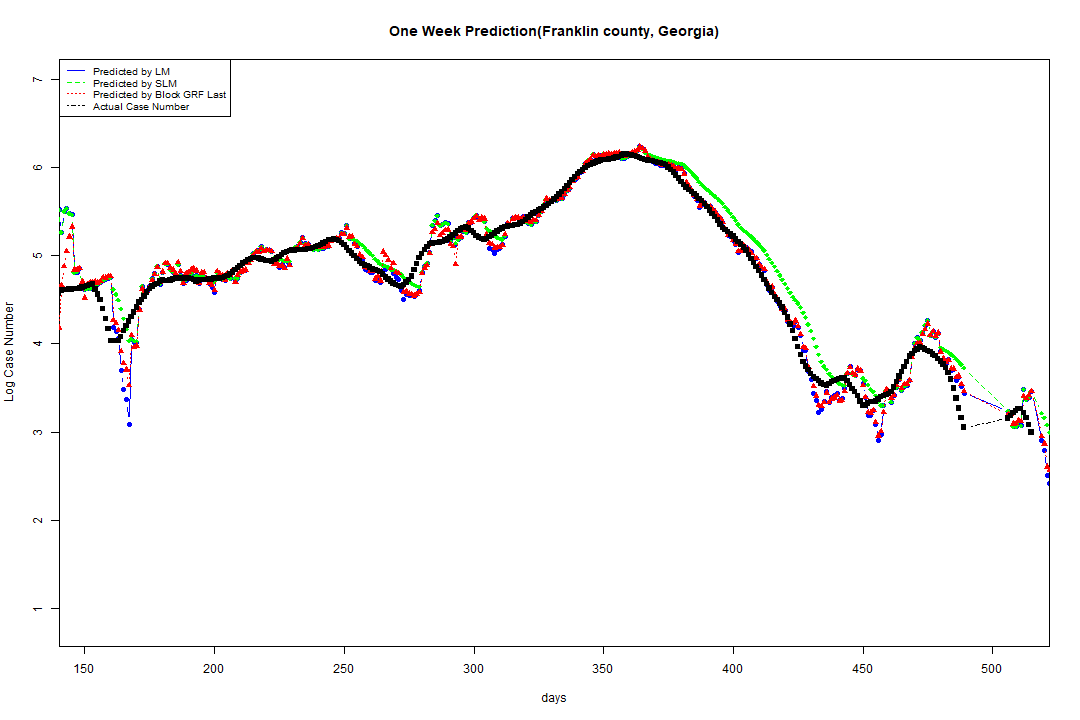 One Week Prediction(Franklin county, Georgia)
Predicted by LM
Predicted by SLM
Predicted by Block GRF Last
Actual Case Number
7
6
5
4
3
2
1
Log Case Number
150 200 250 300 350 400 450 500
days